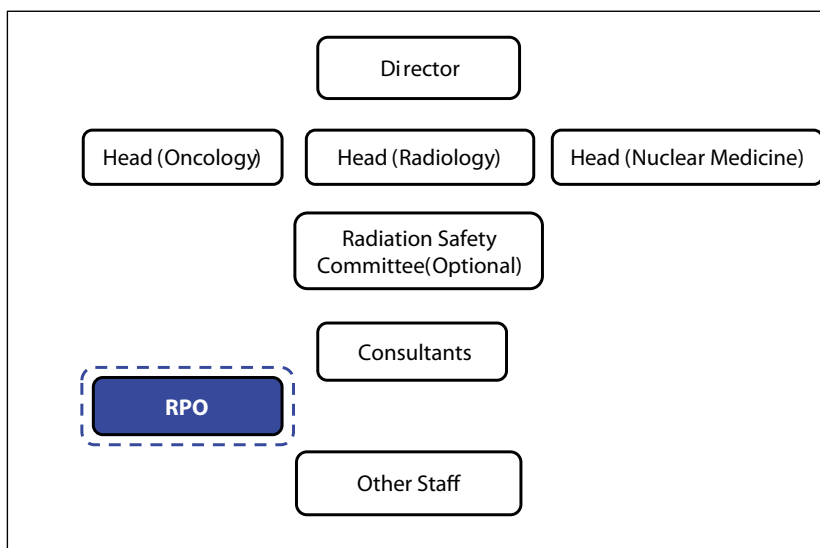 Director
Head (Oncology)
Head (Radiology)
Head (Nuclear Medicine)
Radiation Safety
Committee(Optional)
Consultants
RPO
Other Staff